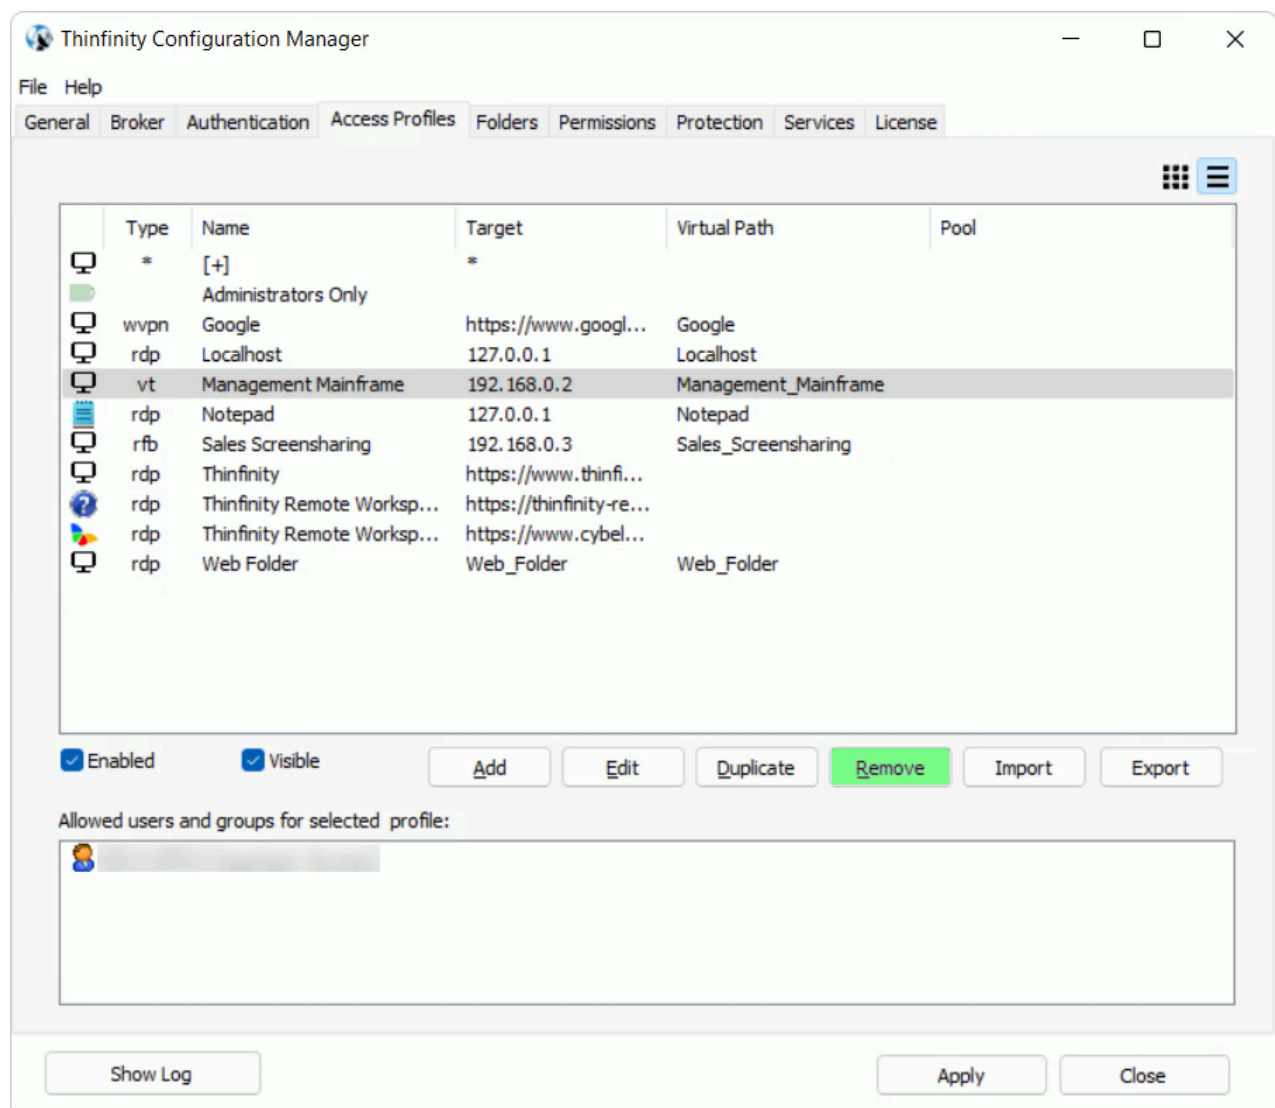 Thinfinity Configuration Manager
File Help
General Broker Authentication Access Profiles Folders Permissions Protection Services License
Type Name Target Virtual Path Pool
* [+] *
Administrators Only
wvpn Google https://www.googl... Google
rdp Localhost 127.0.0.1 Localhost
vt Management Mainframe 192.168.0.2 Management_Mainframe
rdp Notepad 127.0.0.1 Notepad
rfb Sales Screensharing 192.168.0.3 Sales_Screensharing
rdp Thinfinity https://www.thinfi...
rdp Thinfinity Remote Worksp... https://thinfinity-re...
rdp Thinfinity Remote Worksp... https://www.cybel...
rdp Web Folder Web_Folder Web_Folder
Enabled Visible Add Edit Duplicate Remove Import Export
Allowed users and groups for selected profile:
Show Log Apply Close